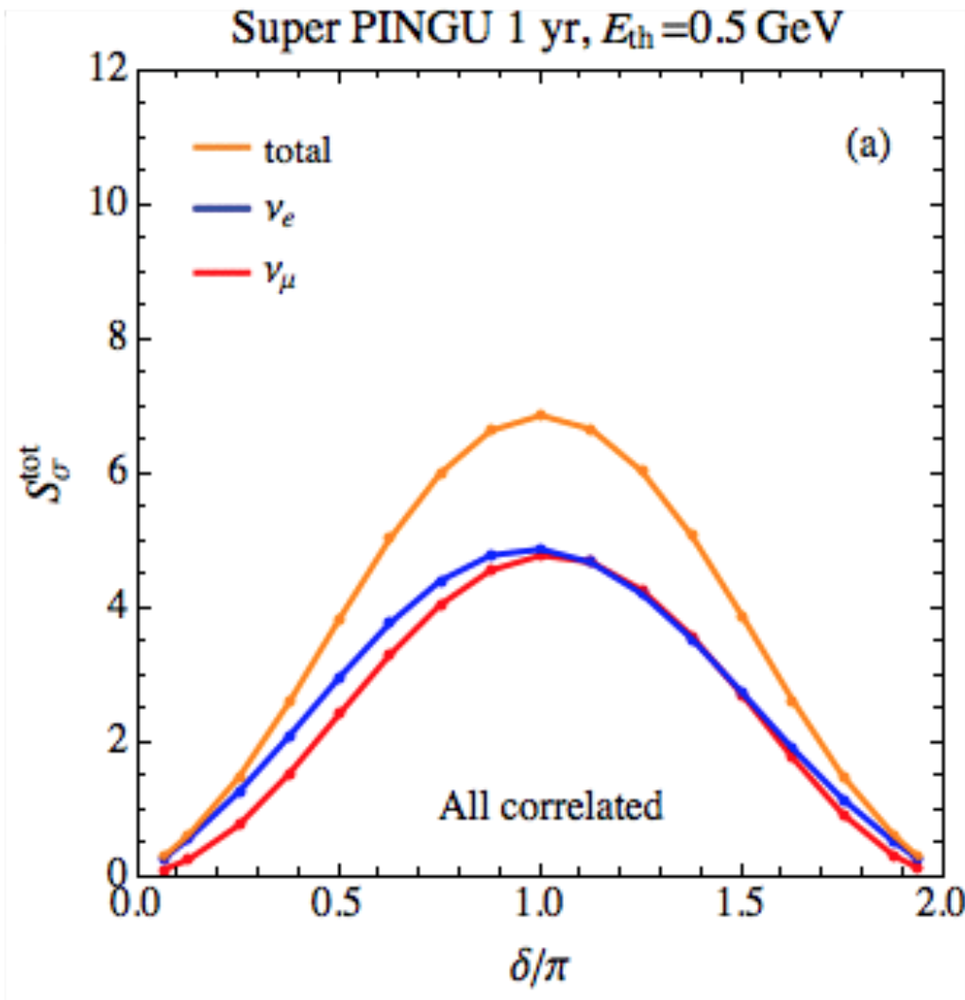 Super PINGU 1 yr, E_th =0.5 GeV
12
10
8
6
4
2
0
total
ν_e
ν_μ
(a)
S_σ^tot
All correlated
0.0 0.5 1.0 1.5 2.0
δ/π